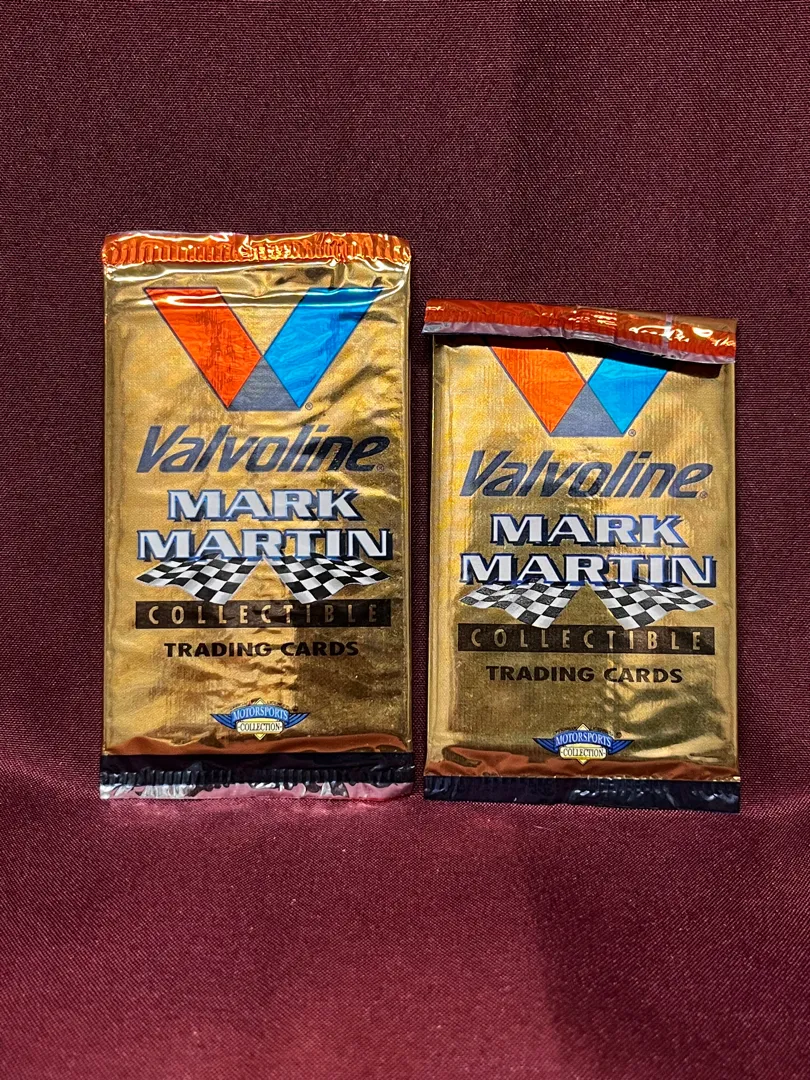 Valvoline®
MARK
MARTIN
COLLECTIBLE
TRADING CARDS
MOTORSPORTS
COLLECTION
Valvoline®
MARK
MARTIN
COLLECTIBLE
TRADING CARDS
MOTORSPORTS
COLLECTION